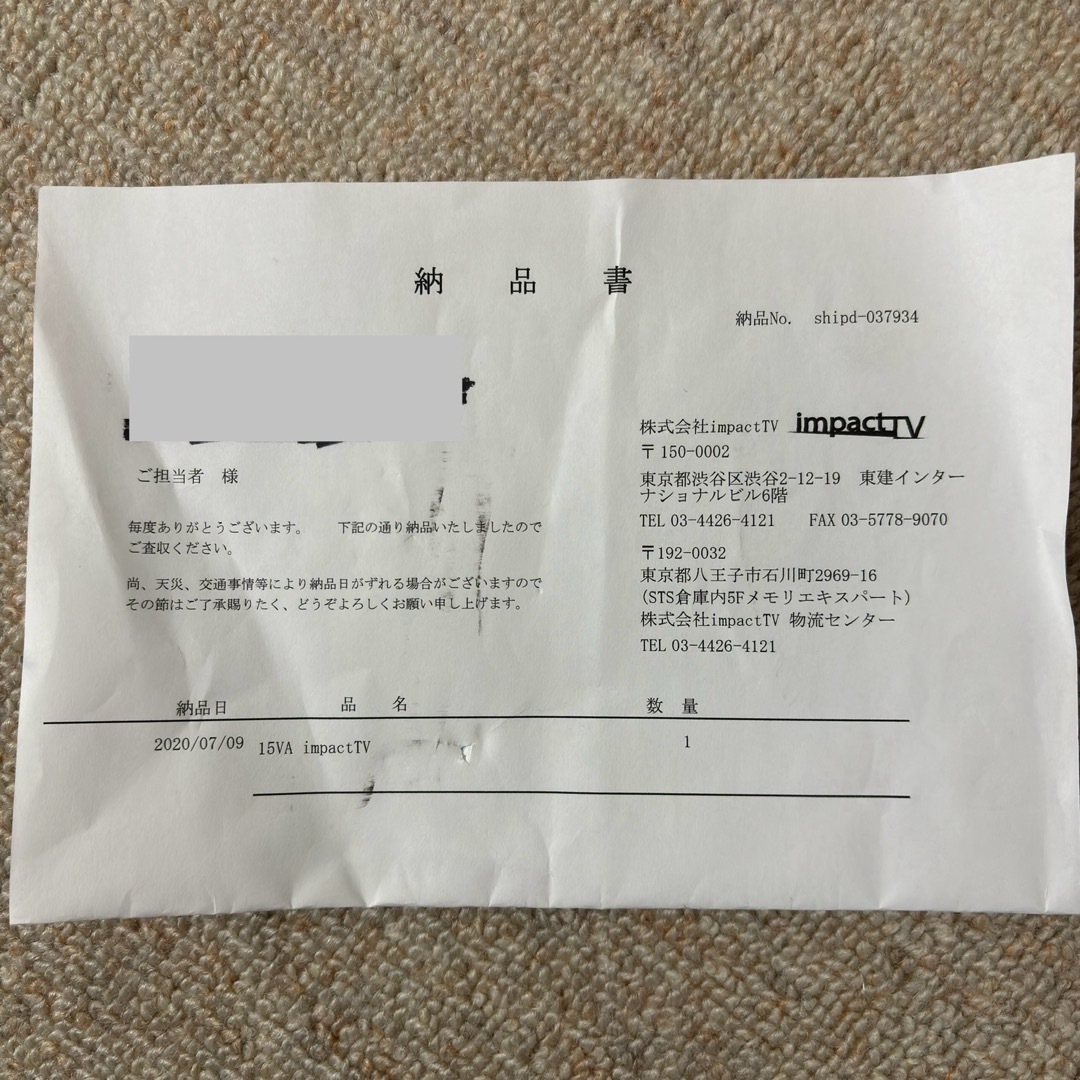 納　品　書
納品No.　shipd-037934
ご担当者　様
毎度ありがとうございます。　下記の通り納品いたしましたので
ご査収ください。
尚、天災、交通事情等により納品日がずれる場合がございますので
その節はご了承賜りたく、どうぞよろしくお願い申し上げます。
株式会社impactTV　impactTV
〒150-0002
東京都渋谷区渋谷2-12-19　東建インター
ナショナルビル6階
TEL 03-4426-4121　FAX 03-5778-9070
〒192-0032
東京都八王子市石川町2969-16
(STS倉庫内5Fメモリエキスパート)
株式会社impactTV 物流センター
TEL 03-4426-4121
納品日　品　名　数　量
2020/07/09　15VA impactTV　1